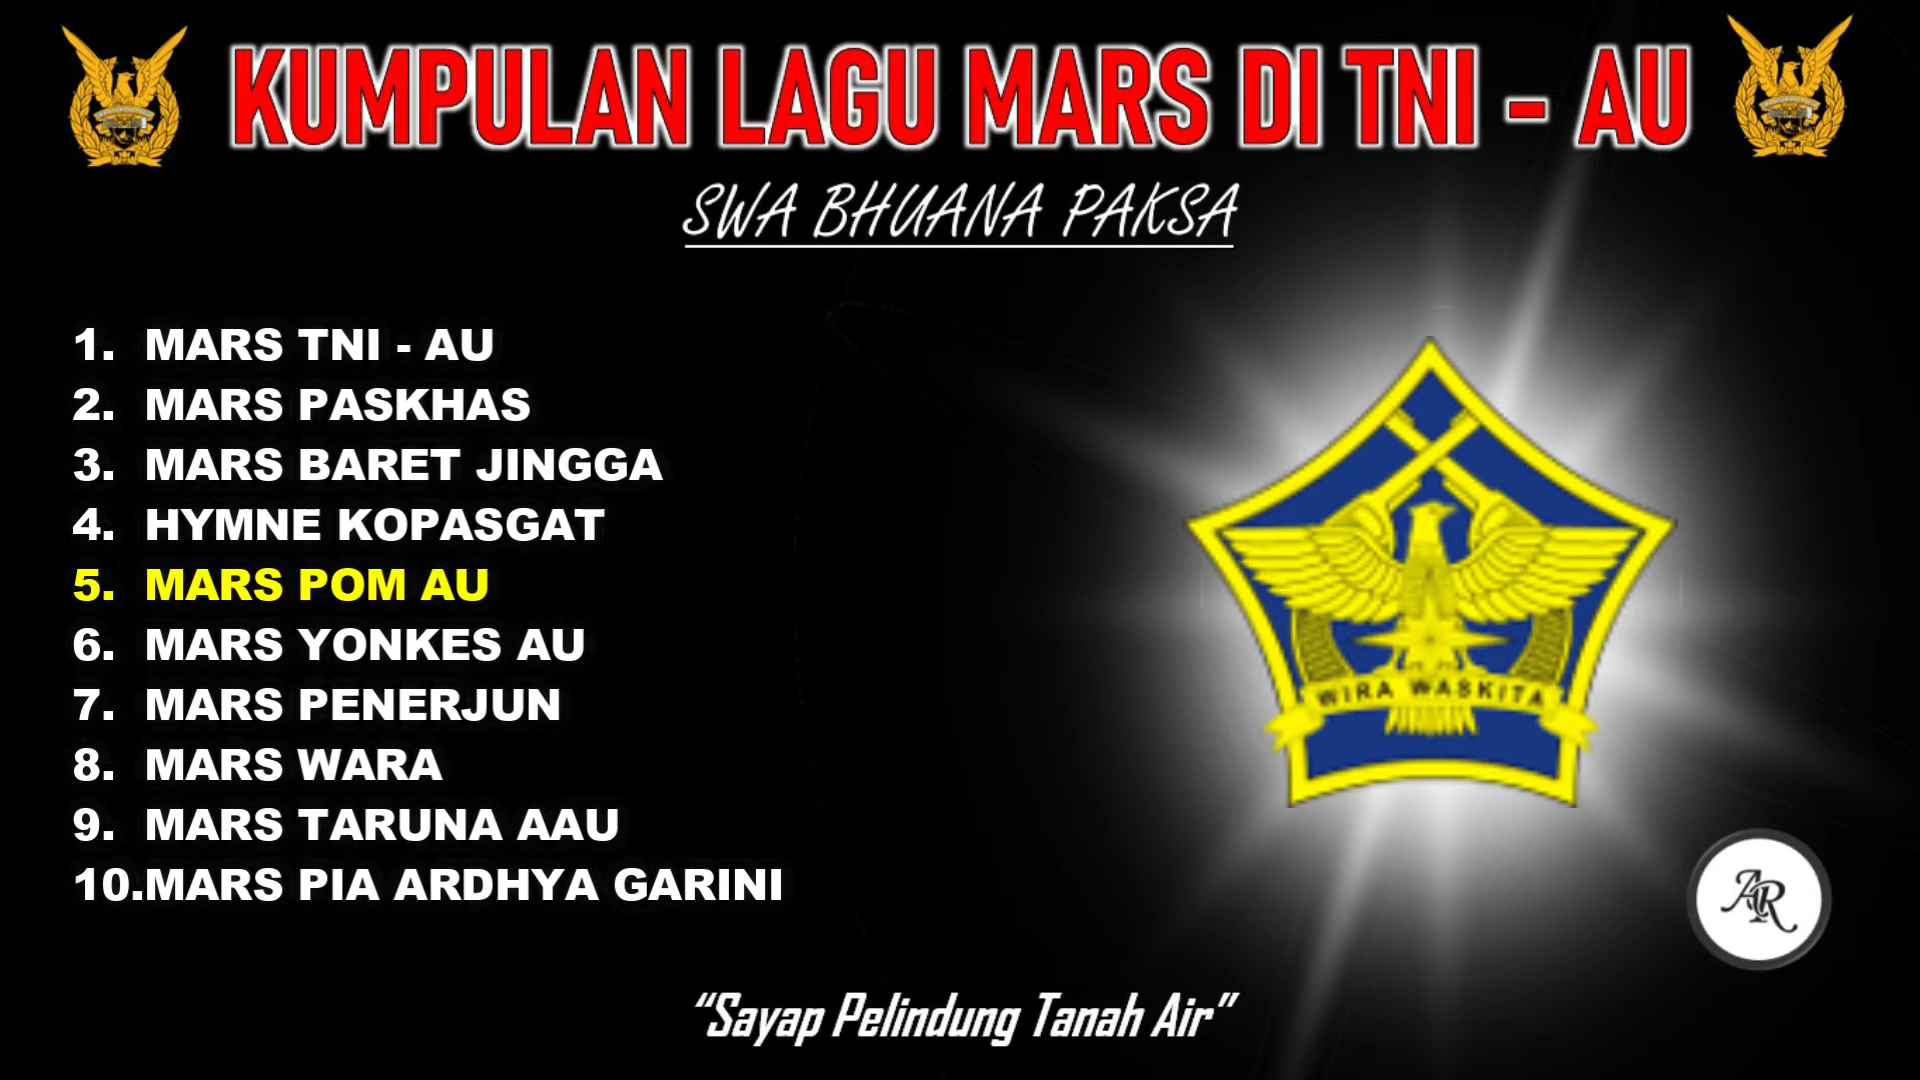 KUMPULAN LAGU MARS DI TNI - AU
SWA BHUANA PAKSA
1. MARS TNI - AU
2. MARS PASKHAS
3. MARS BARET JINGGA
4. HYMNE KOPASGAT
5. MARS POM AU
6. MARS YONKES AU
7. MARS PENERJUN
8. MARS WARA
9. MARS TARUNA AAU
10.MARS PIA ARDHYA GARINI
WIRA WASKITA
AR
"Sayap Pelindung Tanah Air"